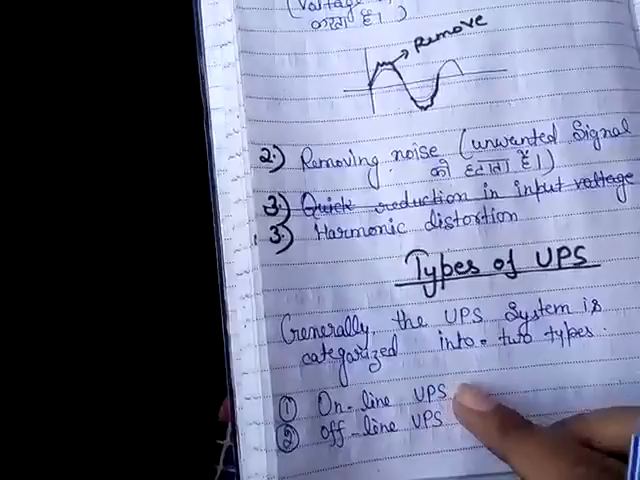 (Voltage
करता है। )
Remove
2.) Removing noise (unwanted Signal
को हटाता हैं।)
3.) Quick reduction in input voltage
3.) Harmonic distortion
Types of UPS
Generally the UPS System is
categorized into two types.
① On-line UPS
② off-line UPS